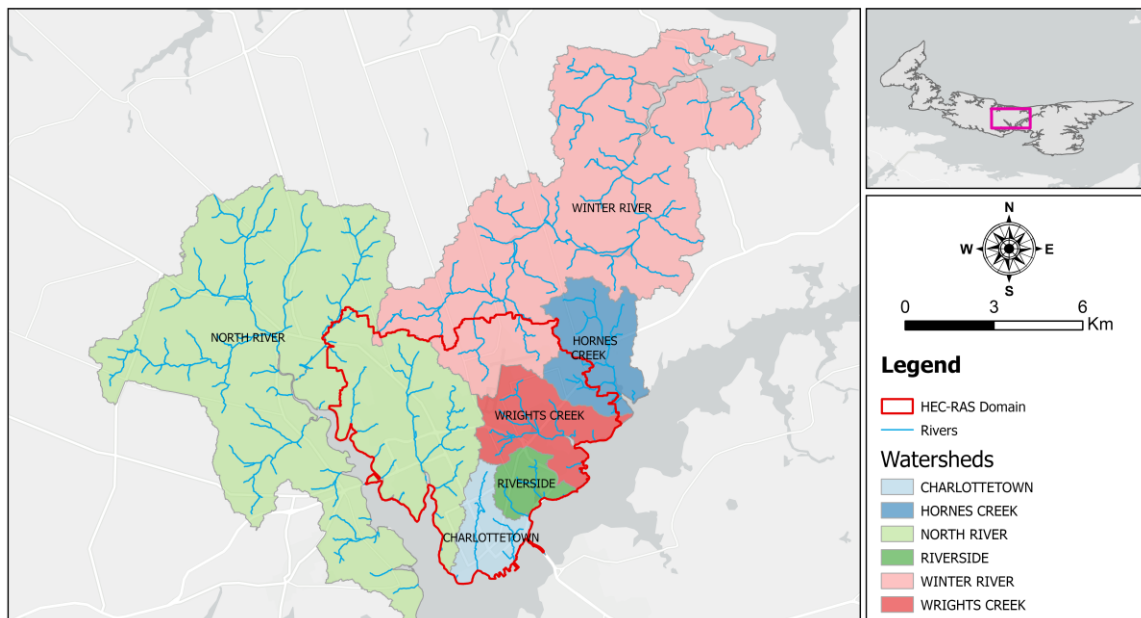 WINTER RIVER
NORTH RIVER
HORNES
CREEK
WRIGHTS CREEK
RIVERSIDE
CHARLOTTETOWN
N
W
E
S
0
3
6
Km
Legend
HEC-RAS Domain
Rivers
Watersheds
CHARLOTTETOWN
HORNES CREEK
NORTH RIVER
RIVERSIDE
WINTER RIVER
WRIGHTS CREEK